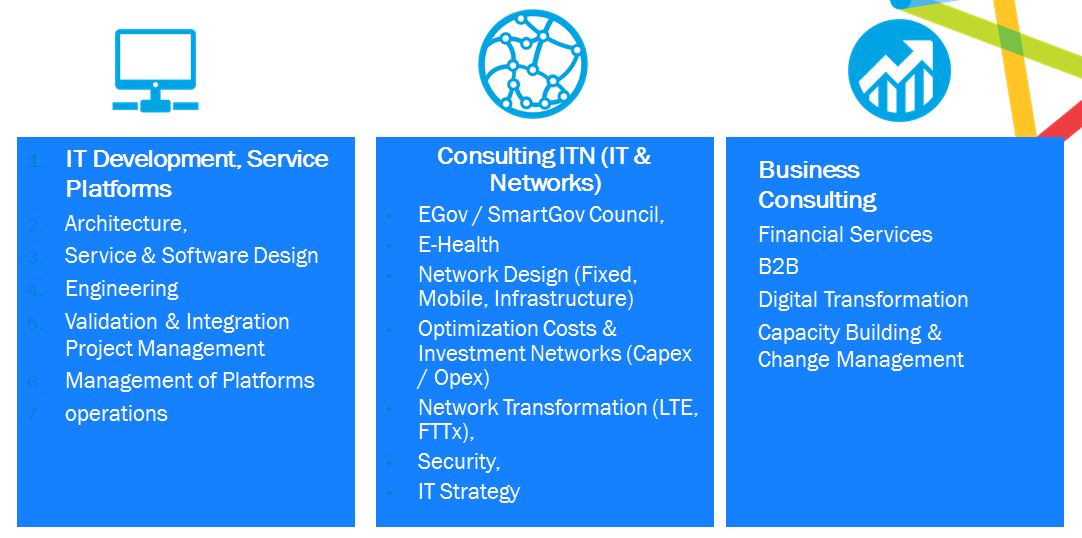 1. IT Development, Service
Platforms
2. Architecture,
3. Service & Software Design
4. Engineering
5. Validation & Integration
Project Management
6. Management of Platforms
7. operations
Consulting ITN (IT &
Networks)
• EGov / SmartGov Council,
• E-Health
• Network Design (Fixed,
Mobile, Infrastructure)
• Optimization Costs &
Investment Networks (Capex
/ Opex)
• Network Transformation (LTE,
FTTx),
• Security,
• IT Strategy
Business
Consulting
Financial Services
B2B
Digital Transformation
Capacity Building &
Change Management